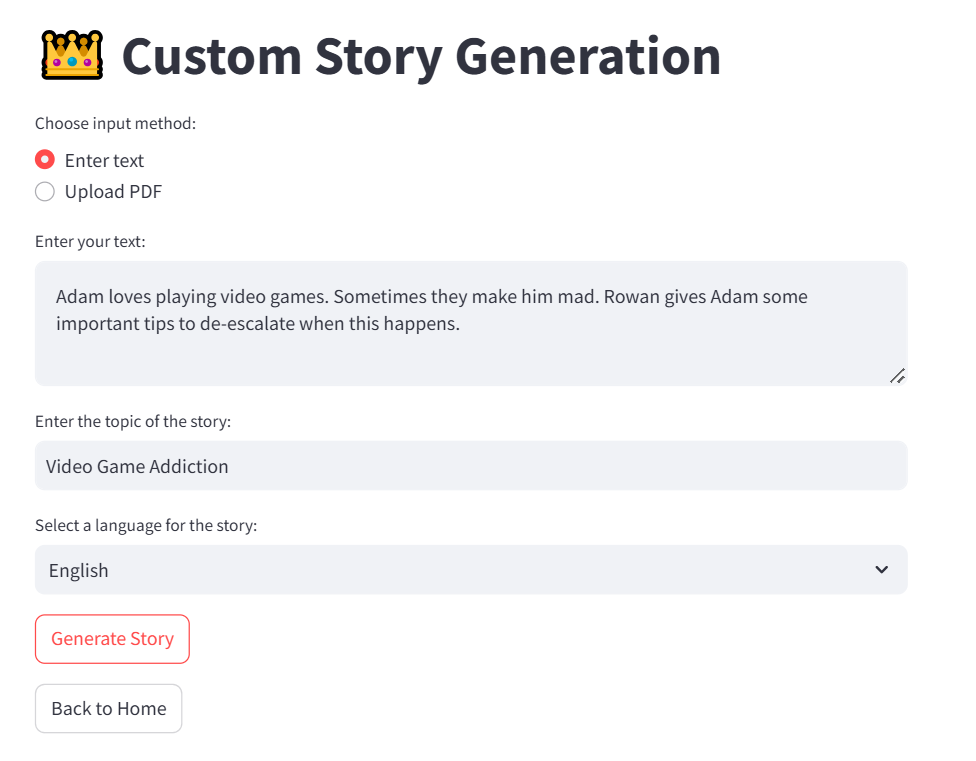 Custom Story Generation
Choose input method:
Enter text
Upload PDF
Enter your text:
Adam loves playing video games. Sometimes they make him mad. Rowan gives Adam some
important tips to de-escalate when this happens.
Enter the topic of the story:
Video Game Addiction
Select a language for the story:
English
Generate Story
Back to Home